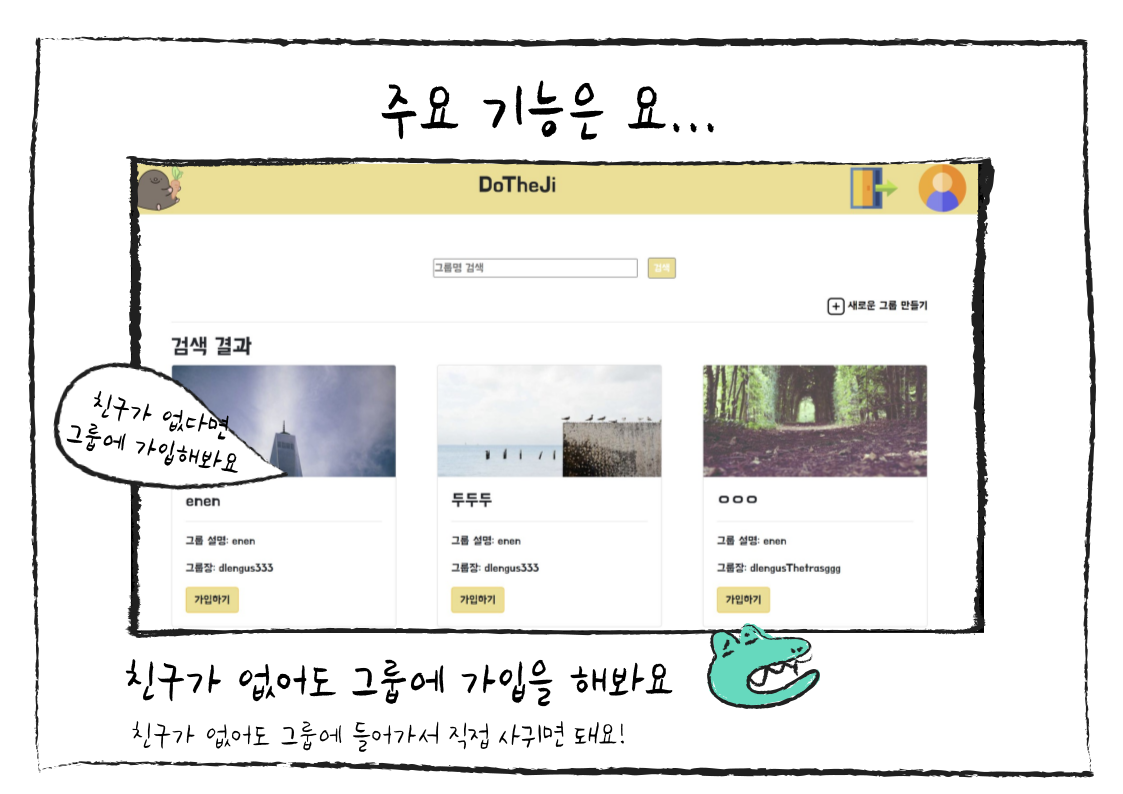 주요 기능은 요...
DoTheJi
그룹명 검색
검색
새로운 그룹 만들기
검색 결과
친구가 없다면
그룹에 가입해봐요
enen
그룹 설명: enen
그룹장: dlengus333
가입하기
두두두
그룹 설명: enen
그룹장: dlengus333
가입하기
ㅇㅇㅇ
그룹 설명: enen
그룹장: dlengusThetrasggg
가입하기
친구가 없어도 그룹에 가입을 해봐요
친구가 없어도 그룹에 들어가서 직접 사귀면 돼요!